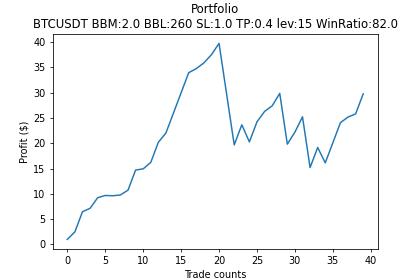 Portfolio
BTCUSDT BBM:2.0 BBL:260 SL:1.0 TP:0.4 lev:15 WinRatio:82.0
40
35
30
25
20
15
10
5
0
Profit ($)
0 5 10 15 20 25 30 35 40
Trade counts